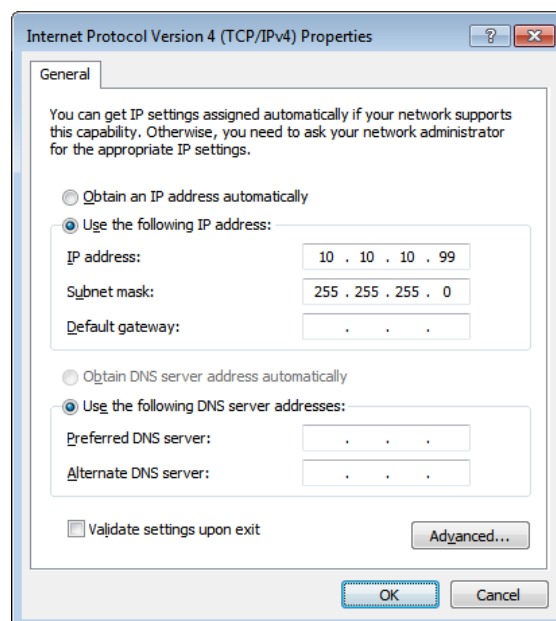 Internet Protocol Version 4 (TCP/IPv4) Properties
?
General
You can get IP settings assigned automatically if your network supports
this capability. Otherwise, you need to ask your network administrator
for the appropriate IP settings.
Obtain an IP address automatically
Use the following IP address:
IP address: 10 . 10 . 10 . 99
Subnet mask: 255 . 255 . 255 . 0
Default gateway: . . .
Obtain DNS server address automatically
Use the following DNS server addresses:
Preferred DNS server: . . .
Alternate DNS server: . . .
Validate settings upon exit
Advanced...
OK Cancel